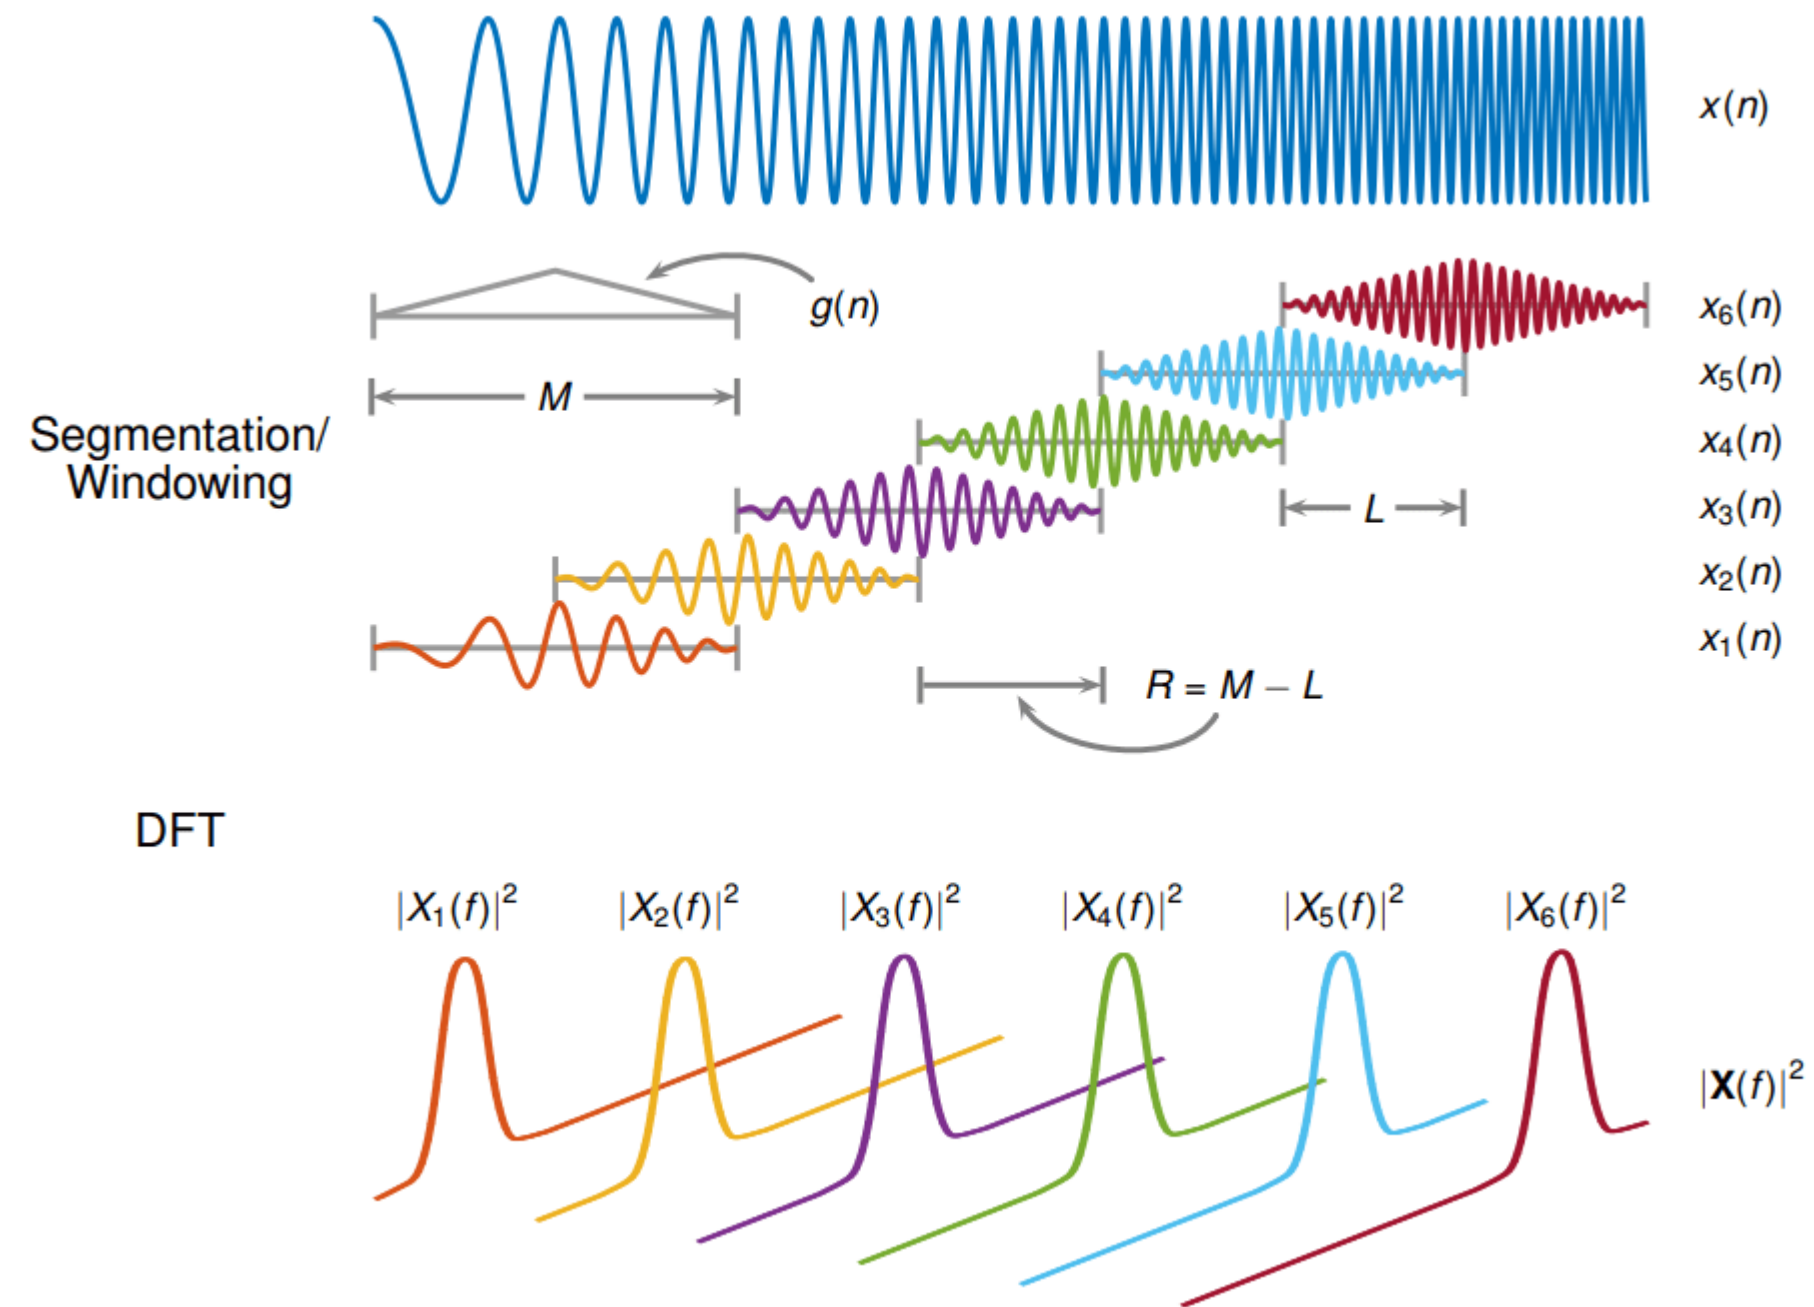 x(n)
g(n)
x₆(n)
x₅(n)
M
Segmentation/
Windowing
x₄(n)
L
x₃(n)
x₂(n)
x₁(n)
R = M − L
DFT
|X₁(f)|² |X₂(f)|² |X₃(f)|² |X₄(f)|² |X₅(f)|² |X₆(f)|²
|X(f)|²